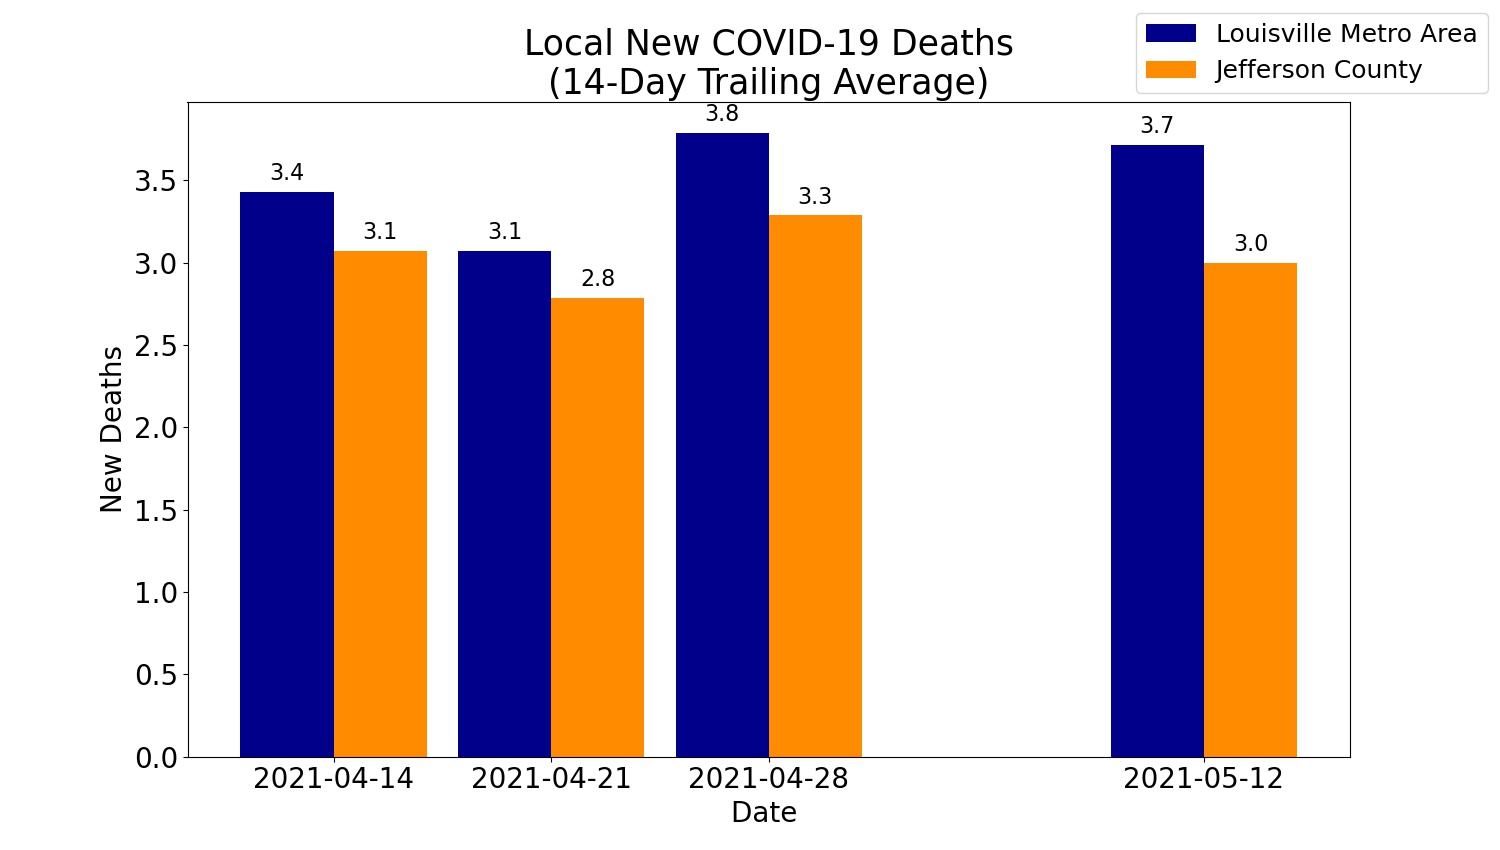 Local New COVID-19 Deaths
(14-Day Trailing Average)
Louisville Metro Area
Jefferson County
3.8
3.7
3.4
3.3
3.1
3.1
3.0
2.8
New Deaths
3.5
3.0
2.5
2.0
1.5
1.0
0.5
0.0
2021-04-14 2021-04-21 2021-04-28 2021-05-12
Date